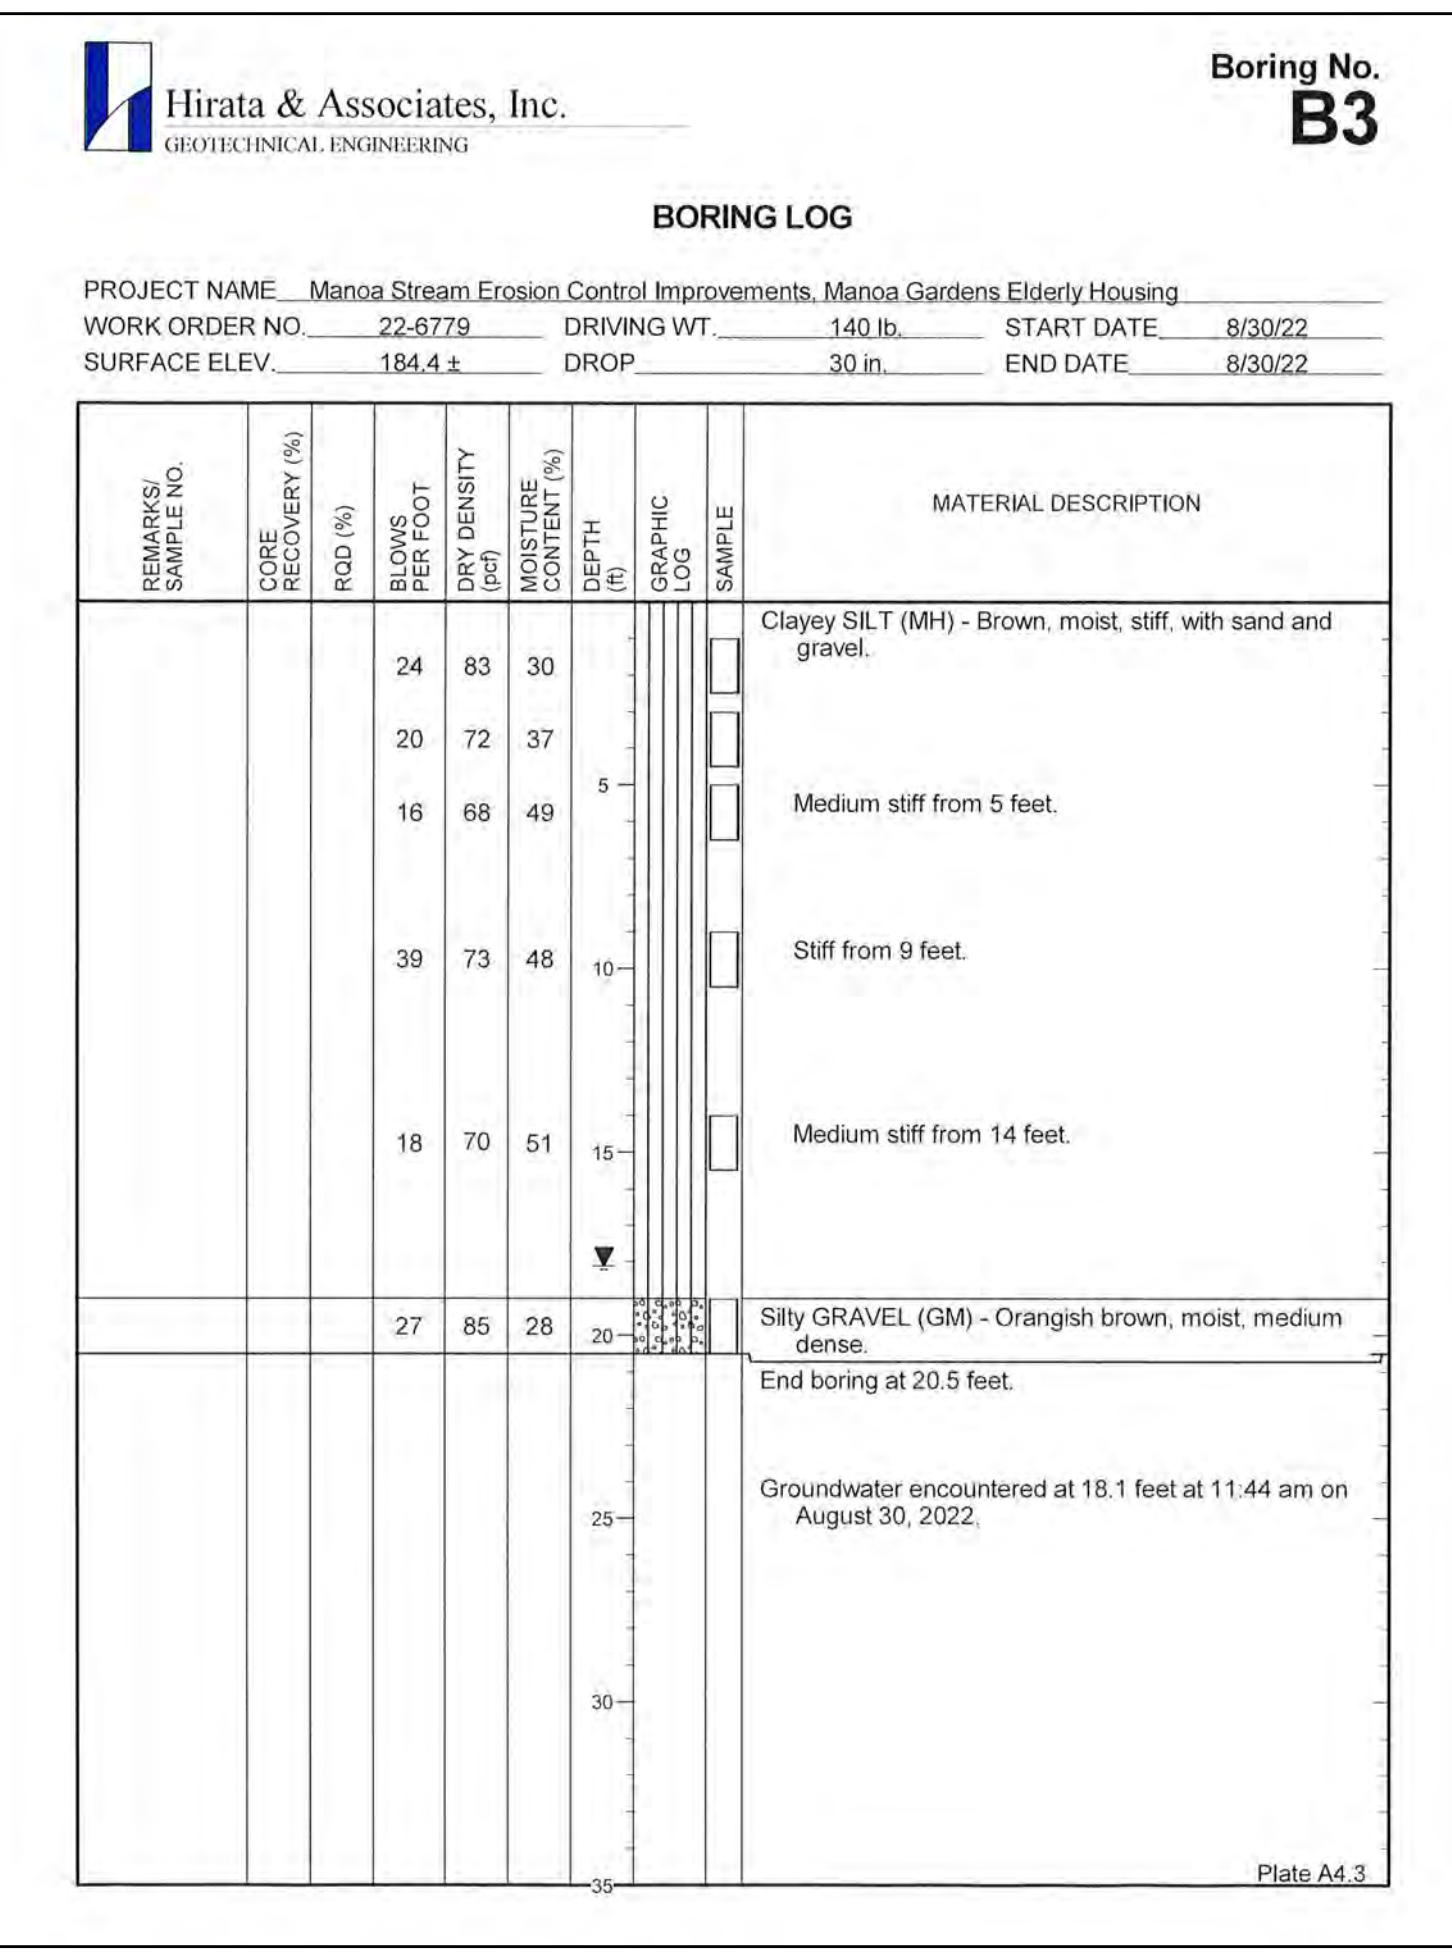 Hirata & Associates, Inc.
GEOTECHNICAL ENGINEERING
Boring No.
B3
BORING LOG
PROJECT NAME Manoa Stream Erosion Control Improvements, Manoa Gardens Elderly Housing
WORK ORDER NO. 22-6779 DRIVING WT. 140 lb. START DATE 8/30/22
SURFACE ELEV. 184.4 ± DROP 30 in. END DATE 8/30/22
REMARKS/
SAMPLE NO.
CORE
RECOVERY (%)
RQD (%)
BLOWS
PER FOOT
DRY DENSITY
(pcf)
MOISTURE
CONTENT (%)
DEPTH
(ft)
GRAPHIC
LOG
SAMPLE
MATERIAL DESCRIPTION
Clayey SILT (MH) - Brown, moist, stiff, with sand and
gravel.
24 83 30
20 72 37
5
16 68 49 Medium stiff from 5 feet.
39 73 48 10 Stiff from 9 feet.
18 70 51 15 Medium stiff from 14 feet.
27 85 28 20 Silty GRAVEL (GM) - Orangish brown, moist, medium
dense.
End boring at 20.5 feet.
Groundwater encountered at 18.1 feet at 11:44 am on
25 August 30, 2022.
30
35
Plate A4.3